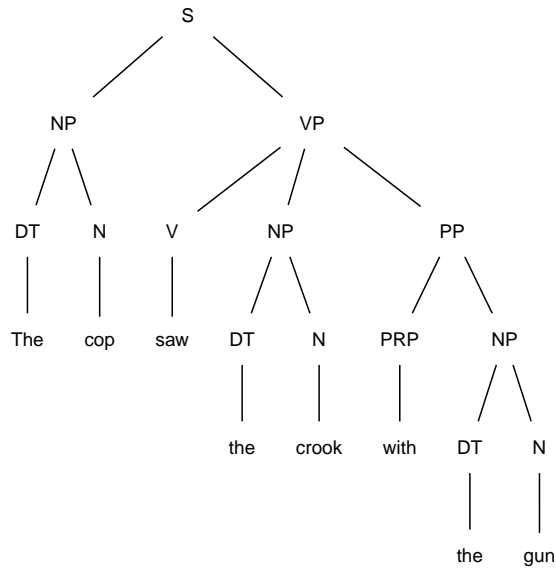 S
NP VP
DT N V NP PP
The cop saw DT N PRP NP
the crook with DT N
the gun